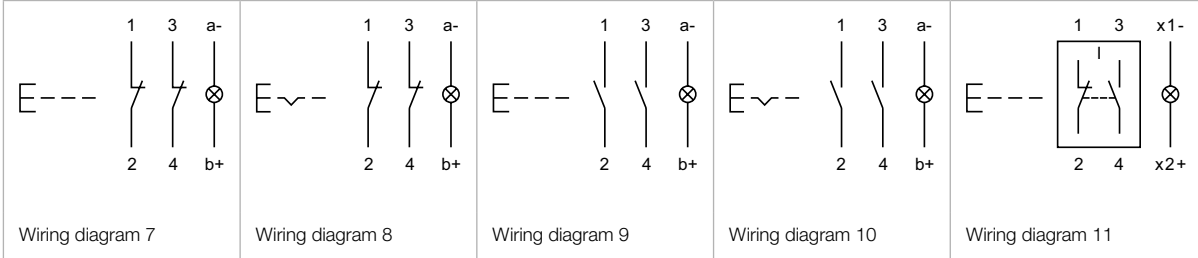 1 3 a- 1 3 a- 1 3 a- 1 3 a- 1 3 x1-
2 4 b+ 2 4 b+ 2 4 b+ 2 4 b+ 2 4 x2+
Wiring diagram 7 Wiring diagram 8 Wiring diagram 9 Wiring diagram 10 Wiring diagram 11